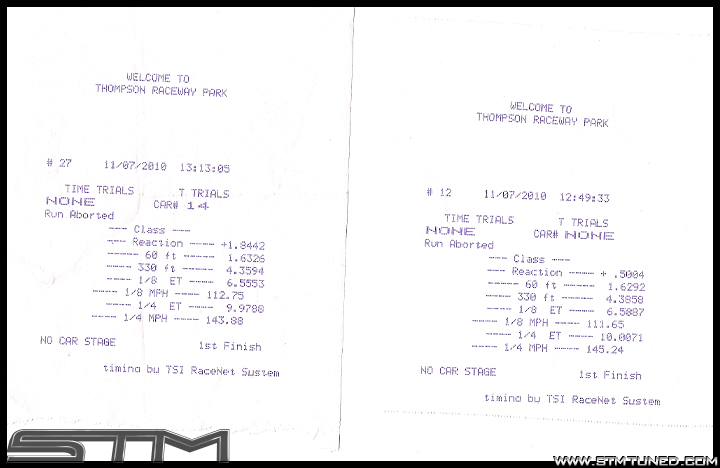 WELCOME TO
THOMPSON RACEWAY PARK
# 27 11/07/2010 13:13:05
TIME TRIALS T TRIALS
NONE CAR# 14
Run Aborted
--- Class ---
--- Reaction ---- +1.8442
----- 60 ft ----- 1.6326
---- 330 ft ---- 4.3594
---- 1/8 ET ---- 6.5553
---- 1/8 MPH ---- 112.75
---- 1/4 ET ---- 9.9788
---- 1/4 MPH ---- 143.88
NO CAR STAGE 1st Finish
timing by TSI RaceNet System
WELCOME TO
THOMPSON RACEWAY PARK
# 12 11/07/2010 12:49:33
TIME TRIALS T TRIALS
NONE CAR# NONE
Run Aborted
--- Class ---
--- Reaction ---- + .5004
----- 60 ft ----- 1.6292
---- 330 ft ---- 4.3858
---- 1/8 ET ---- 6.5887
---- 1/8 MPH ---- 111.65
---- 1/4 ET ---- 10.0071
---- 1/4 MPH ---- 145.24
NO CAR STAGE 1st Finish
timing by TSI RaceNet System
STM
WWW.STMTUNED.COM